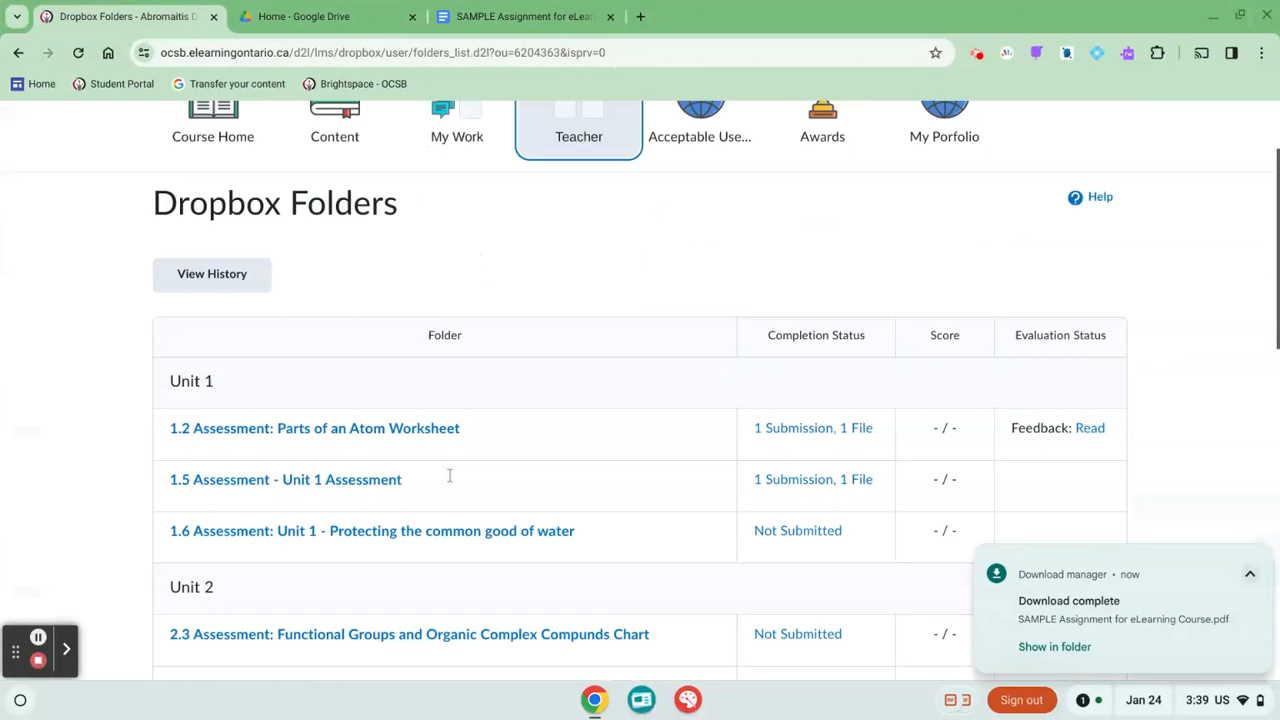 Dropbox Folders - Abromaitis D
Home - Google Drive
SAMPLE Assignment for eLear
ocsb.elearningontario.ca/d2l/lms/dropbox/user/folders_list.d2l?ou=6204363&isprv=0
Home
Student Portal
Transfer your content
Brightspace - OCSB
Course Home
Content
My Work
Teacher
Acceptable Use...
Awards
My Porfolio
Dropbox Folders
Help
View History
Folder
Completion Status
Score
Evaluation Status
Unit 1
1.2 Assessment: Parts of an Atom Worksheet
1 Submission, 1 File
- / -
Feedback: Read
1.5 Assessment - Unit 1 Assessment
1 Submission, 1 File
- / -
1.6 Assessment: Unit 1 - Protecting the common good of water
Not Submitted
- / -
Unit 2
2.3 Assessment: Functional Groups and Organic Complex Compunds Chart
Not Submitted
- / -
Download manager • now
Download complete
SAMPLE Assignment for eLearning Course.pdf
Show in folder
Sign out
1
Jan 24
3:39 US